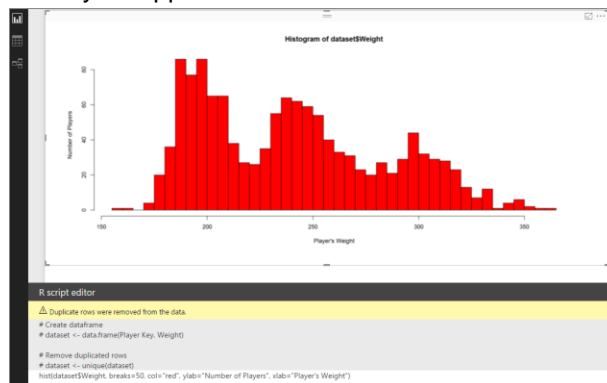 Histogram of dataset$Weight
Number of Players
80
60
40
20
0
150 200 250 300 350
Player's Weight
R script editor
Duplicate rows were removed from the data.
# Create dataframe
# dataset <- data.frame(Player Key, Weight)
# Remove duplicated rows
# dataset <- unique(dataset)
hist(dataset$Weight, breaks=50, col="red", ylab="Number of Players", xlab="Player's Weight")